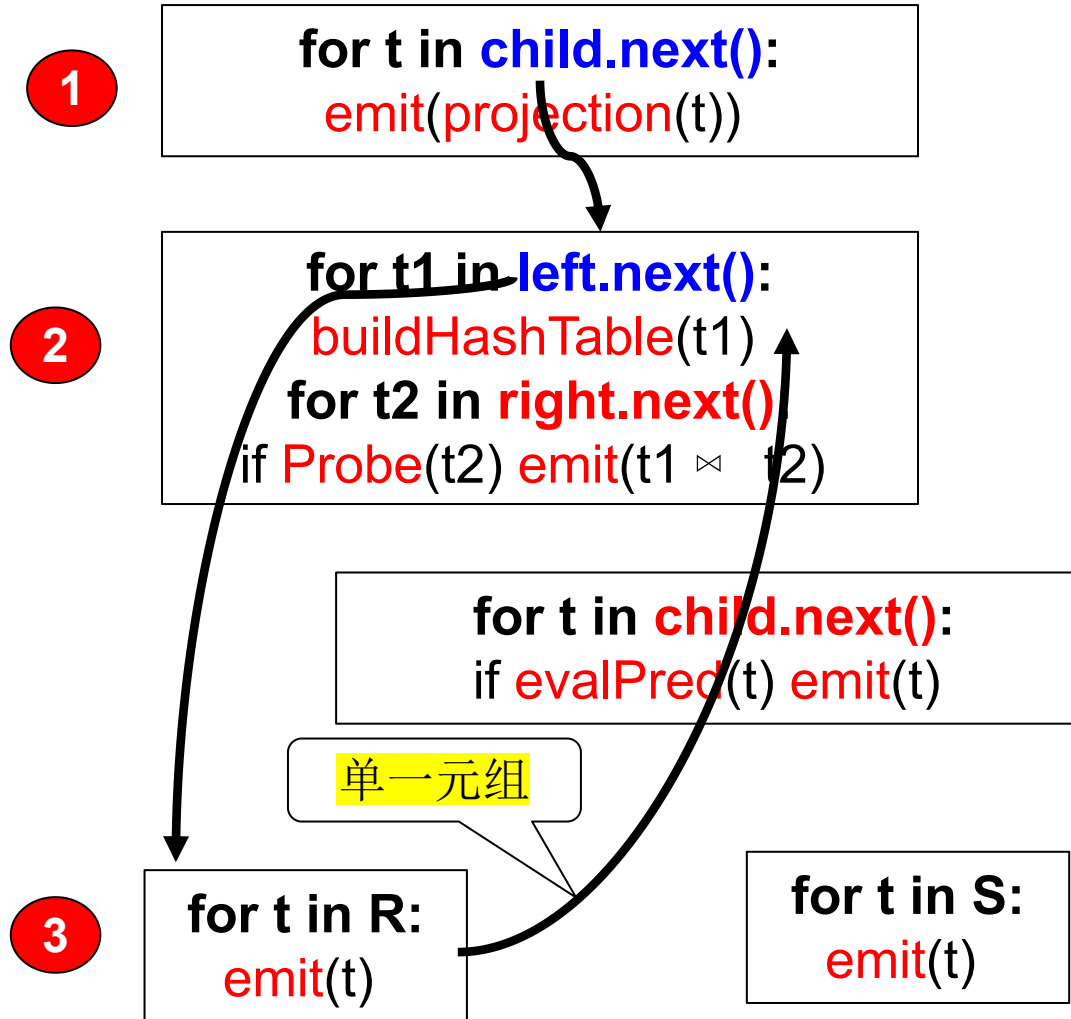 1
for t in child.next():
emit(projection(t))
2
for t1 in left.next():
buildHashTable(t1)
for t2 in right.next():
if Probe(t2) emit(t1 ⋈ t2)
for t in child.next():
if evalPred(t) emit(t)
单一元组
3
for t in R:
emit(t)
for t in S:
emit(t)